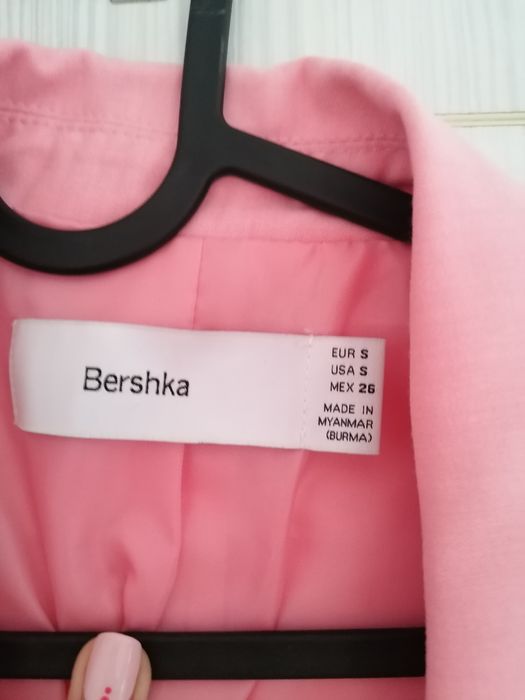 Bershka
EUR S
USA S
MEX 26
MADE IN
MYANMAR
(BURMA)